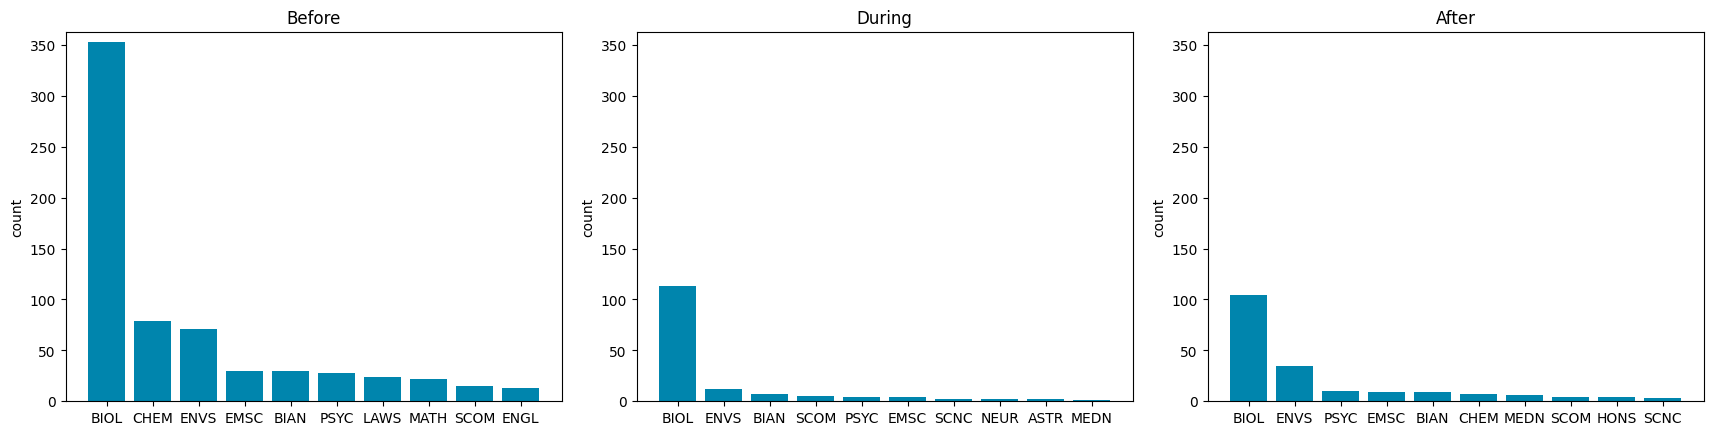 Before
350
300
250
200
150
100
50
0
count
BIOL CHEM ENVS EMSC BIAN PSYC LAWS MATH SCOM ENGL
During
350
300
250
200
150
100
50
0
count
BIOL ENVS BIAN SCOM PSYC EMSC SCNC NEUR ASTR MEDN
After
350
300
250
200
150
100
50
0
count
BIOL ENVS PSYC EMSC BIAN CHEM MEDN SCOM HONS SCNC